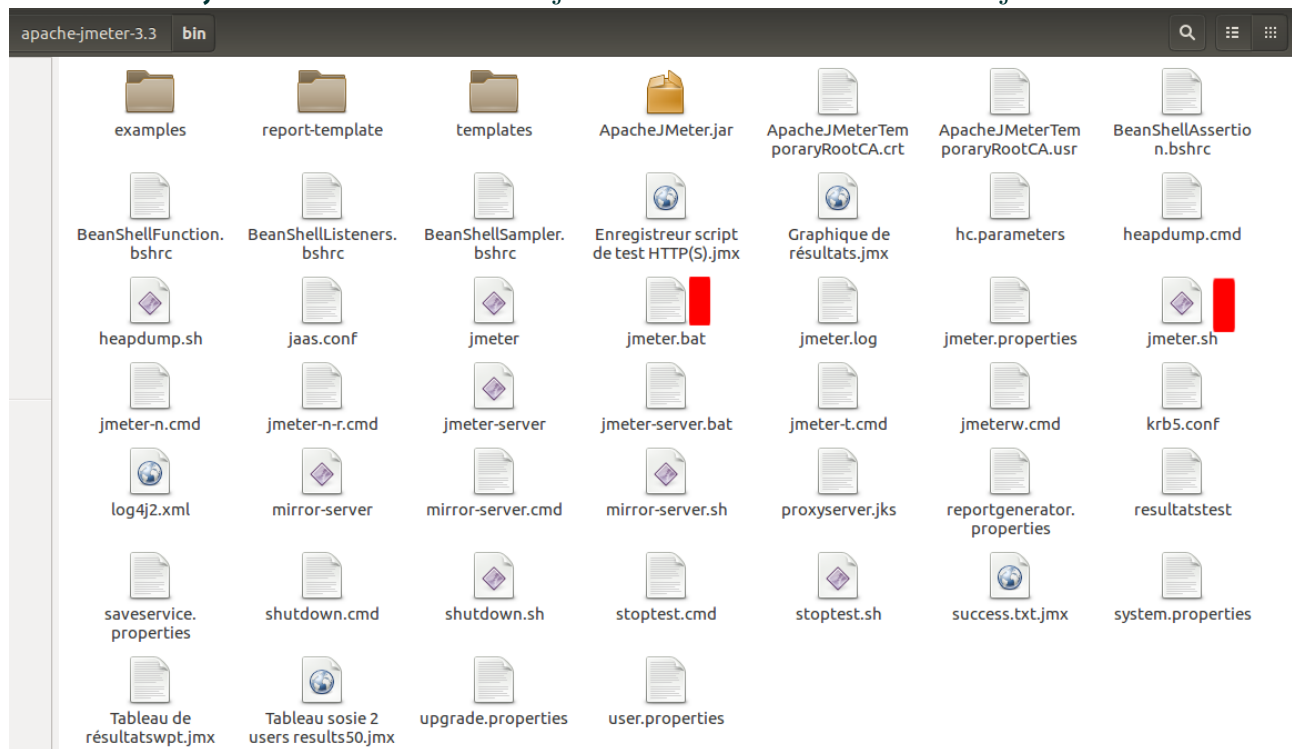 apache-jmeter-3.3 bin
examples report-template templates ApacheJMeter.jar ApacheJMeterTem BeanShellAssertio
poraryRootCA.crt poraryRootCA.usr n.bshrc
BeanShellFunction. BeanShellListeners. BeanShellSampler. Enregistreur script Graphique de hc.parameters heapdump.cmd
bshrc bshrc bshrc de test HTTP(S).jmx résultats.jmx
heapdump.sh jaas.conf jmeter jmeter.bat jmeter.log jmeter.properties jmeter.sh
jmeter-n.cmd jmeter-n-r.cmd jmeter-server jmeter-server.bat jmeter-t.cmd jmeterw.cmd krb5.conf
log4j2.xml mirror-server mirror-server.cmd mirror-server.sh proxyserver.jks reportgenerator. resultatstest
properties
saveservice. shutdown.cmd shutdown.sh stoptest.cmd stoptest.sh success.txt.jmx system.properties
properties
Tableau de Tableau sosie 2 upgrade.properties user.properties
résultatswpt.jmx users results50.jmx